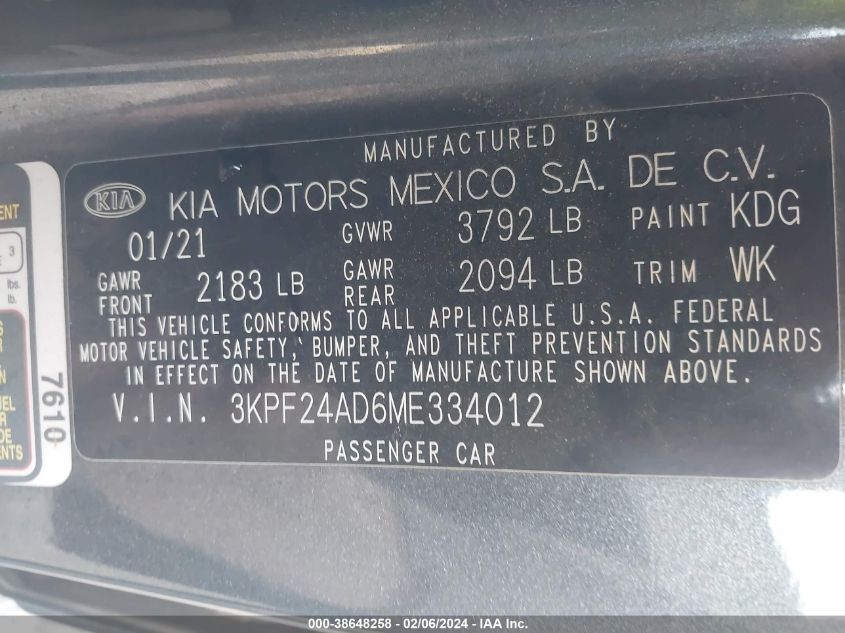 MANUFACTURED BY
KIA KIA MOTORS MEXICO S.A. DE C.V.
01/21 GVWR 3792 LB PAINT KDG
GAWR FRONT 2183 LB GAWR REAR 2094 LB TRIM WK
THIS VEHICLE CONFORMS TO ALL APPLICABLE U.S.A. FEDERAL
MOTOR VEHICLE SAFETY, BUMPER, AND THEFT PREVENTION STANDARDS
IN EFFECT ON THE DATE OF MANUFACTURE SHOWN ABOVE.
V.I.N. 3KPF24AD6ME334012
PASSENGER CAR
3
lbs.
lb.
7610
000-38648258 - 02/06/2024 - IAA Inc.